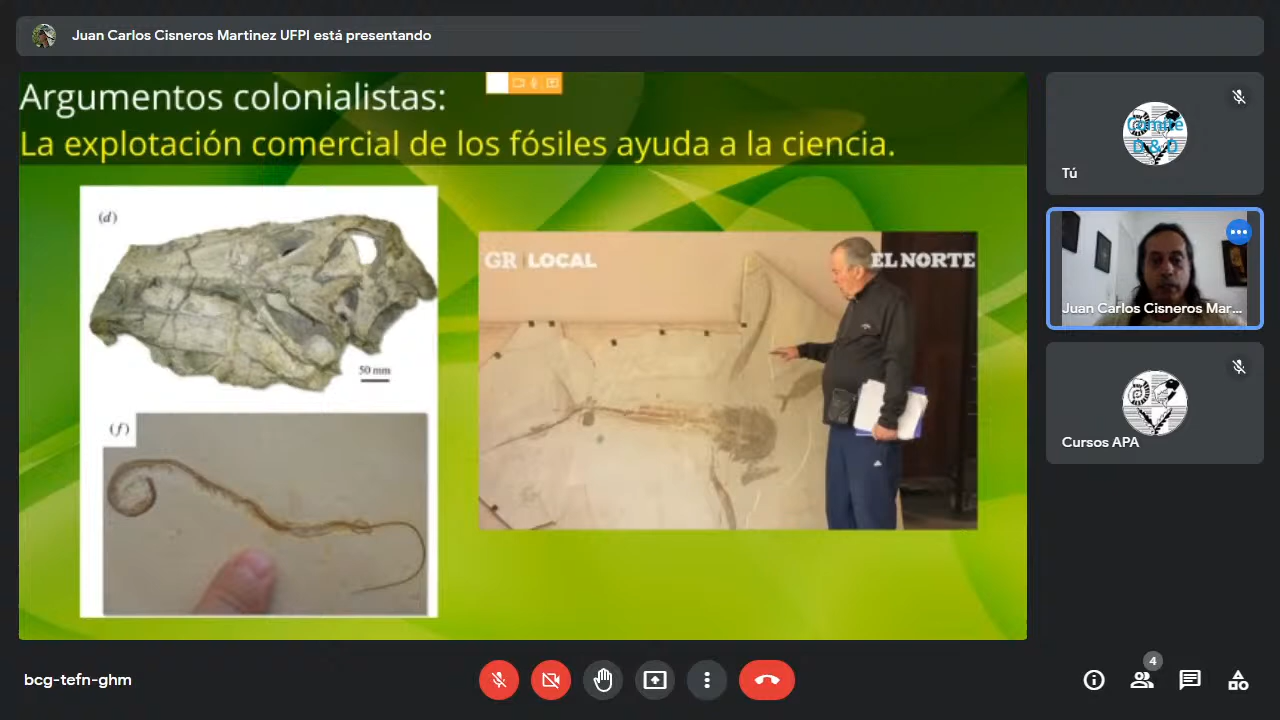 Juan Carlos Cisneros Martinez UFPI está presentando
Argumentos colonialistas:
La explotación comercial de los fósiles ayuda a la ciencia.
(d)
50 mm
(f)
GR LOCAL
EL NORTE
Comite
D & D
Tú
Juan Carlos Cisneros Mar...
Cursos APA
bcg-tefn-ghm
4